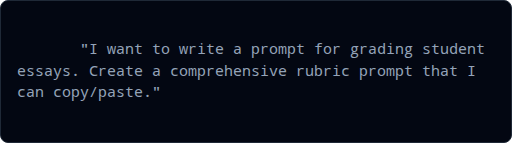 "I want to write a prompt for grading student
essays. Create a comprehensive rubric prompt that I
can copy/paste."